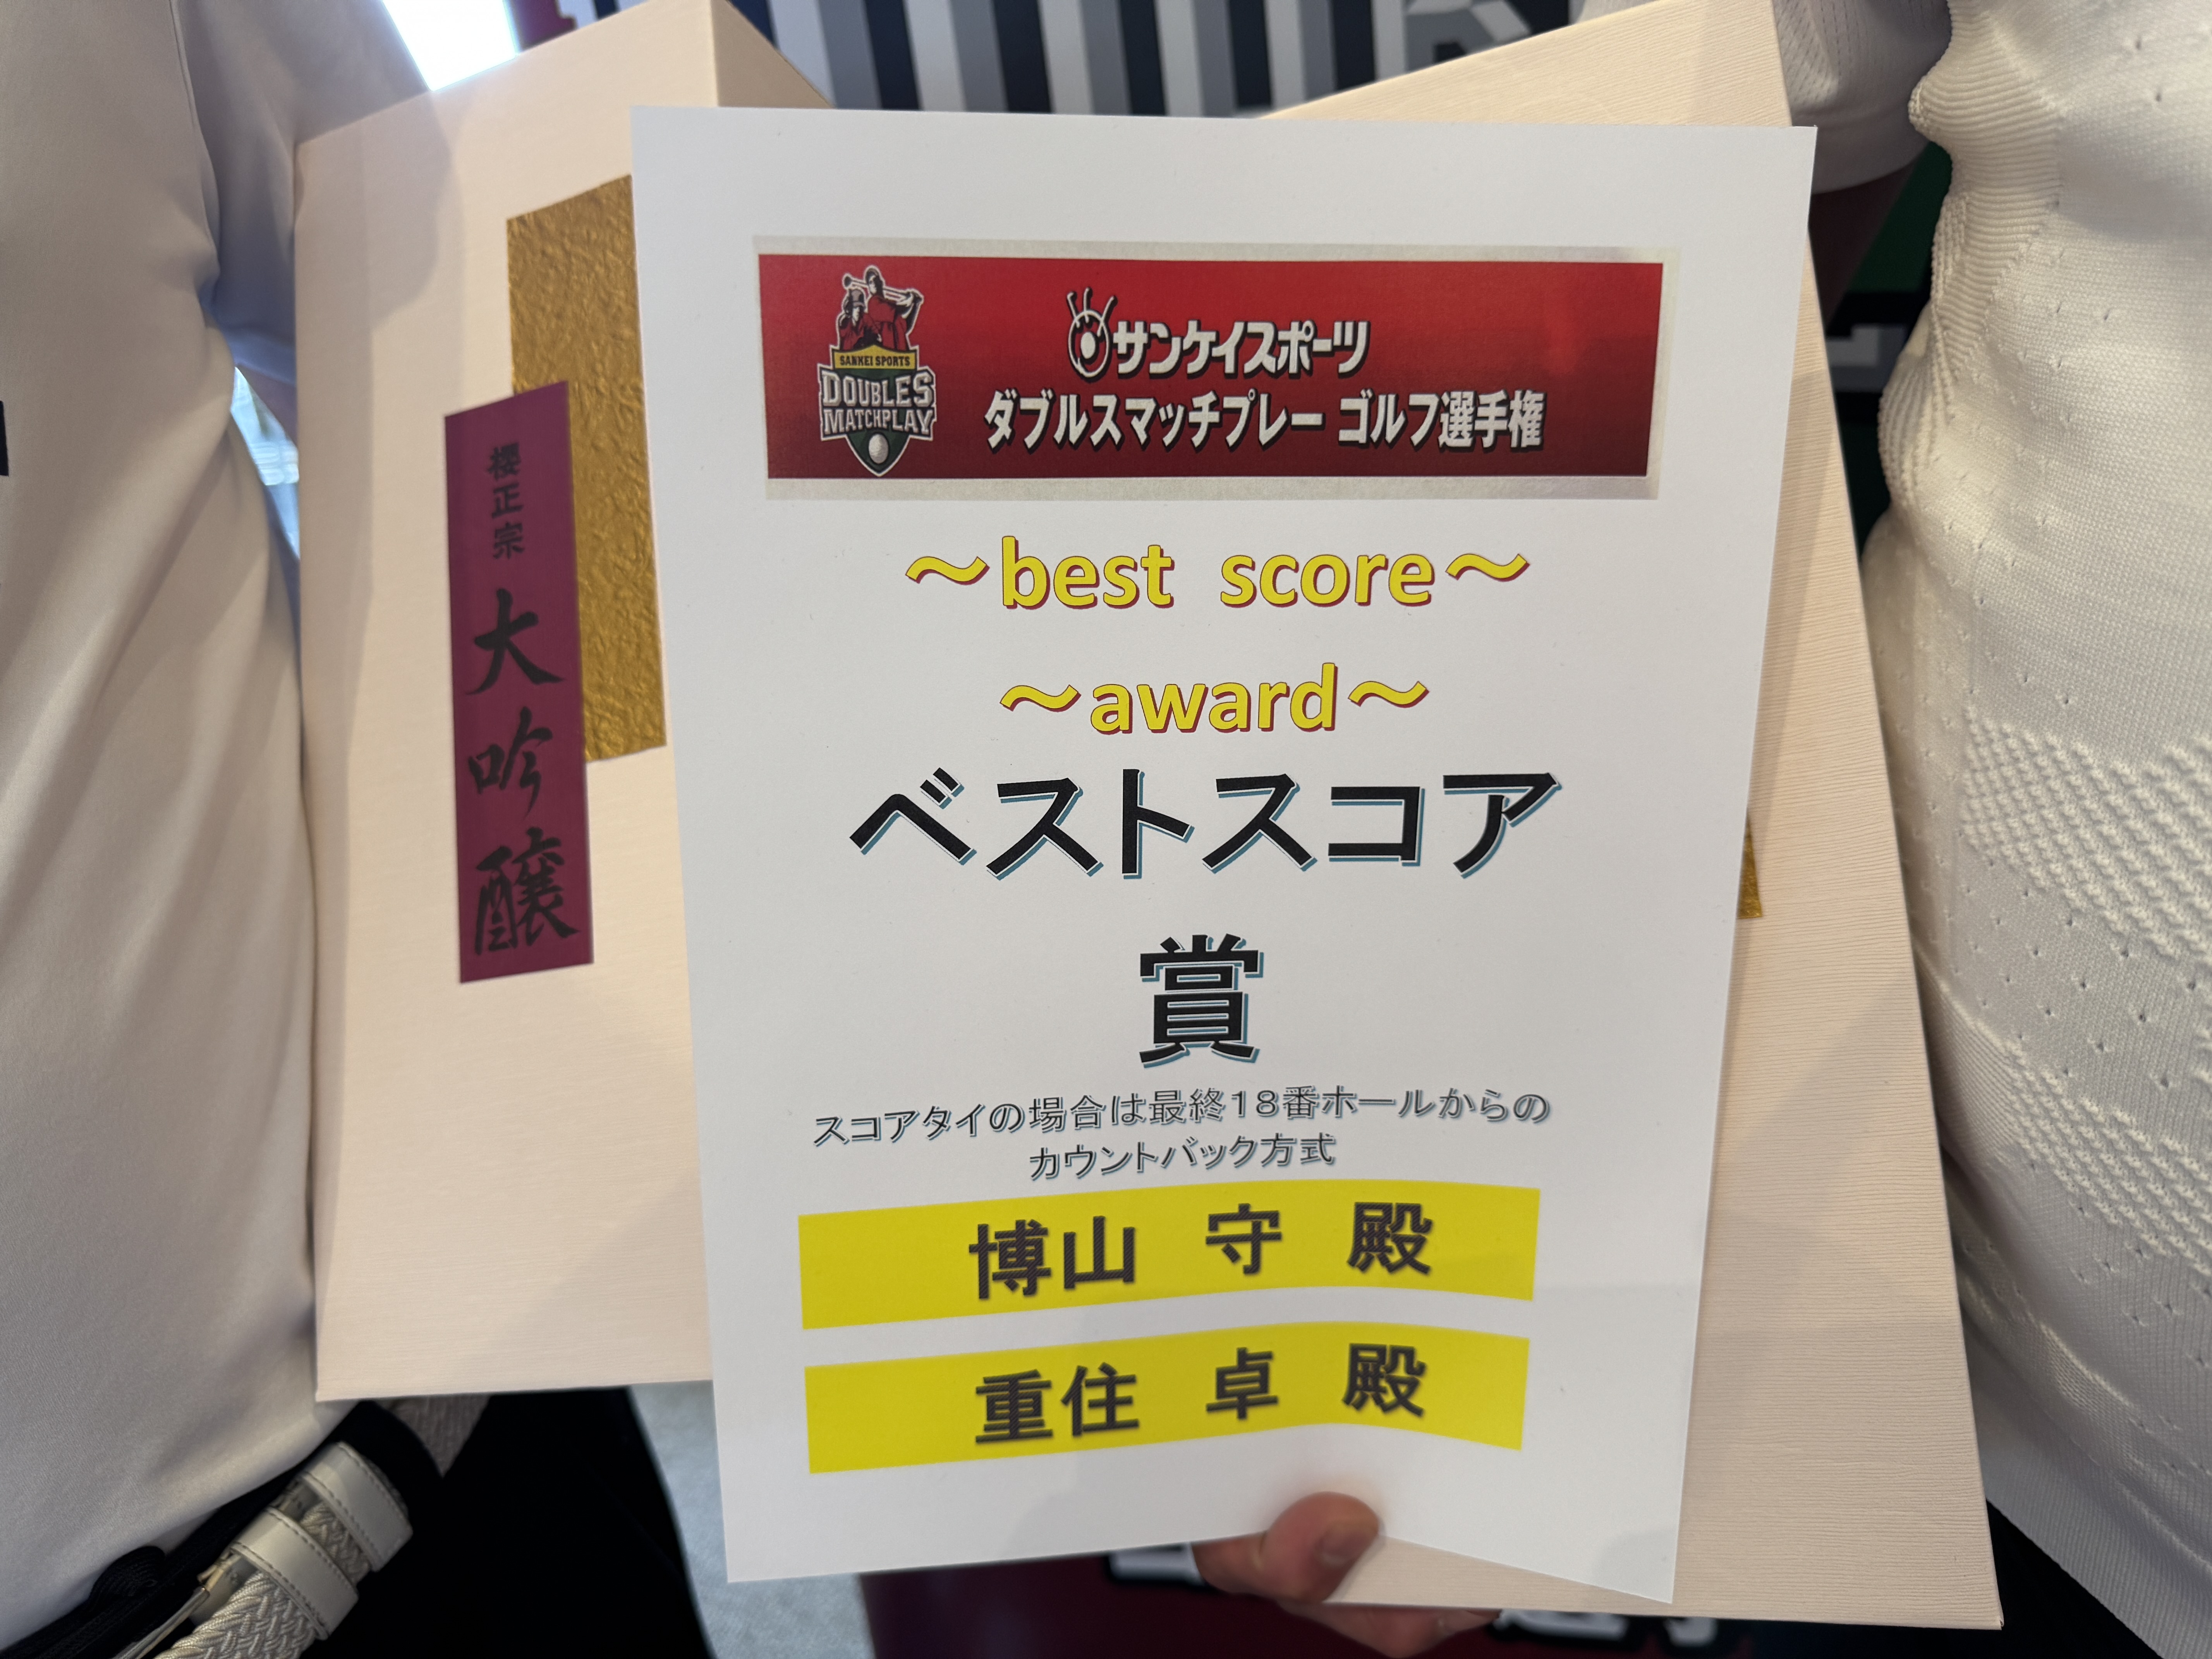 櫻正宗
大吟醸
SANKEI SPORTS
DOUBLES
MATCHPLAY
サンケイスポーツ
ダブルスマッチプレー ゴルフ選手権
～best score～
～award～
ベストスコア
賞
スコアタイの場合は最終18番ホールからの
カウントバック方式
博山 守 殿
重住 卓 殿